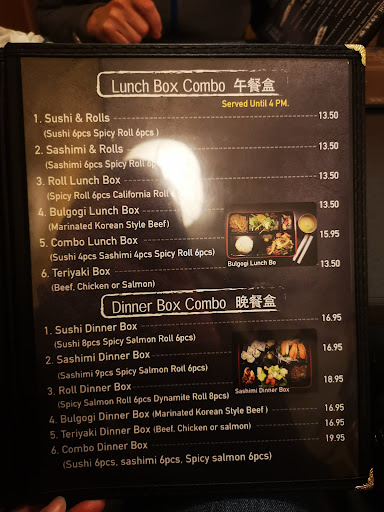 Lunch Box Combo 午餐盒
Served Until 4 PM.
1. Sushi & Rolls 13.50
(Sushi 6pcs Spicy Roll 6pcs )
2. Sashimi & Rolls 13.50
(Sashimi 6pcs Spicy Roll 6pcs
3. Roll Lunch Box 13.50
(Spicy Roll 6pcs California Roll 6
4. Bulgogi Lunch Box 13.50
(Marinated Korean Style Beef)
5. Combo Lunch Box 15.95
(Sushi 4pcs Sashimi 4pcs Spicy Roll 6pcs)
Bulgogi Lunch Bo
6. Teriyaki Box 13.50
(Beef, Chicken or Salmon)
Dinner Box Combo 晚餐盒
1. Sushi Dinner Box 16.95
(Sushi 8pcs Spicy Salmon Roll 6pcs)
2. Sashimi Dinner Box 16.95
(Sashimi 9pcs Spicy Salmon Roll 6pcs)
3. Roll Dinner Box 18.95
(Spicy Salmon Roll 6pcs Dynamite Roll 8pcs)
Sashimi Dinner Box
4. Bulgogi Dinner Box (Marinated Korean Style Beef ) 16.95
5. Teriyaki Dinner Box (Beef, Chicken or salmon) 16.95
6. Combo Dinner Box 19.95
(Sushi 6pcs, sashimi 6pcs, Spicy salmon 6pcs)